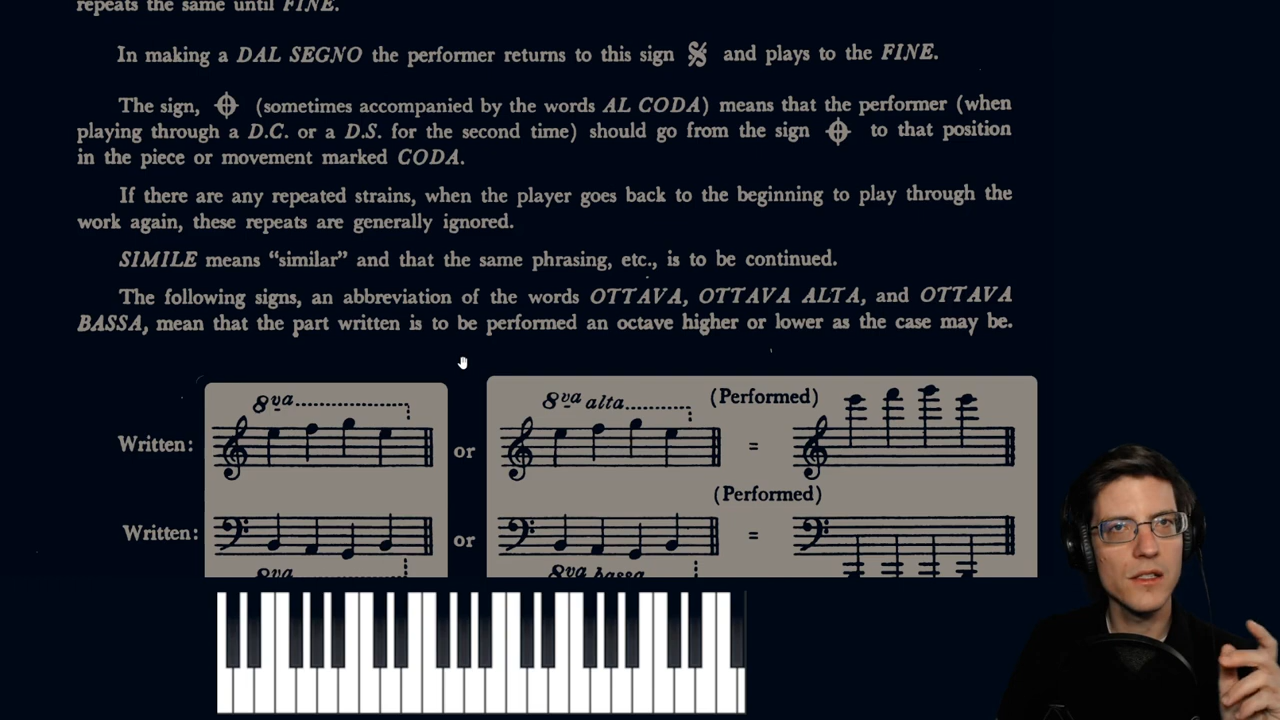 repeats the same until FINE.
In making a DAL SEGNO the performer returns to this sign and plays to the FINE.
The sign, (sometimes accompanied by the words AL CODA) means that the performer (when
playing through a D.C. or a D.S. for the second time) should go from the sign to that position
in the piece or movement marked CODA.
If there are any repeated strains, when the player goes back to the beginning to play through the
work again, these repeats are generally ignored.
SIMILE means “similar” and that the same phrasing, etc., is to be continued.
The following signs, an abbreviation of the words OTTAVA, OTTAVA ALTA, and OTTAVA
BASSA, mean that the part written is to be performed an octave higher or lower as the case may be.
8va 8va alta (Performed)
Written: or =
(Performed)
Written: or =
8va 8va bassa